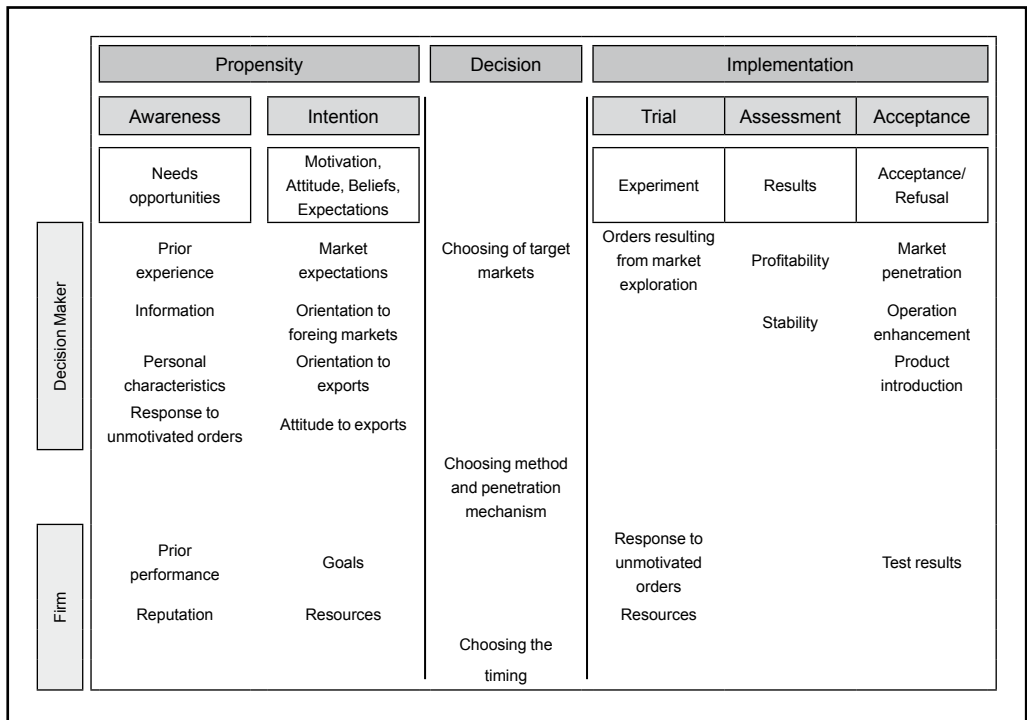 Propensity
Decision
Implementation
Awareness
Intention
Trial
Assessment
Acceptance
Needs
opportunities
Motivation,
Attitude, Beliefs,
Expectations
Experiment
Results
Acceptance/
Refusal
Decision Maker
Prior
experience
Market
expectations
Choosing of target
markets
Orders resulting
from market
exploration
Profitability
Market
penetration
Information
Orientation to
foreing markets
Stability
Operation
enhancement
Personal
characteristics
Orientation to
exports
Product
introduction
Response to
unmotivated orders
Attitude to exports
Choosing method
and penetration
mechanism
Firm
Prior
performance
Goals
Response to
unmotivated
orders
Test results
Reputation
Resources
Resources
Choosing the
timing